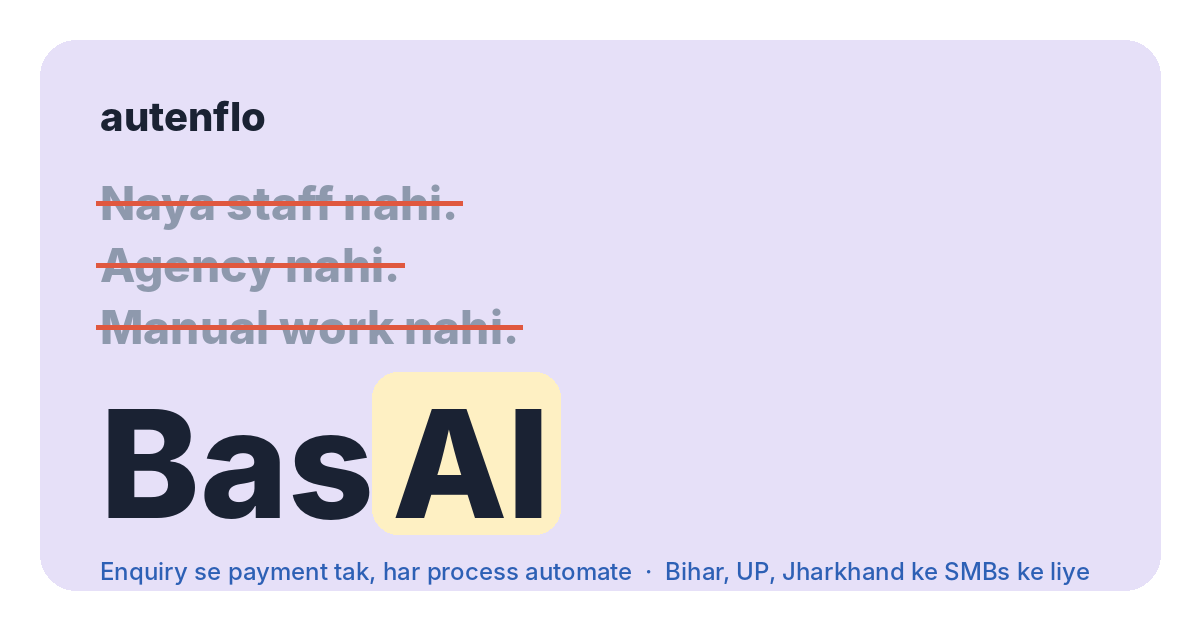 autenflo
Naya staff nahi.
Agency nahi.
Manual work nahi.
Bas AI
Enquiry se payment tak, har process automate · Bihar, UP, Jharkhand ke SMBs ke liye